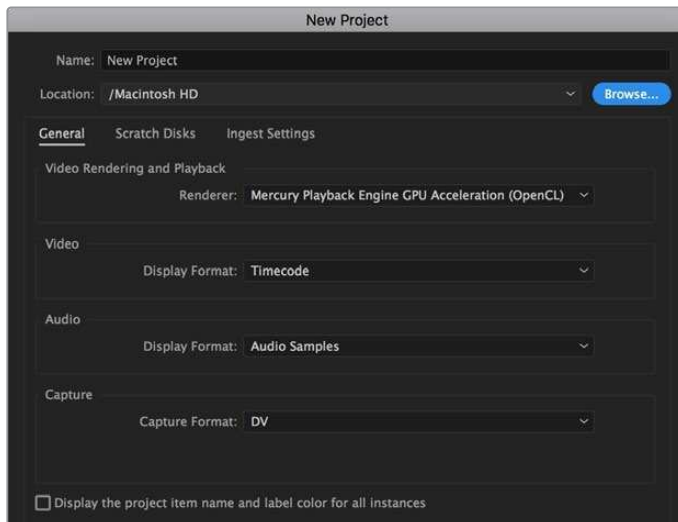 New Project
Name: New Project
Location: /Macintosh HD Browse...
General Scratch Disks Ingest Settings
Video Rendering and Playback
Renderer: Mercury Playback Engine GPU Acceleration (OpenCL)
Video
Display Format: Timecode
Audio
Display Format: Audio Samples
Capture
Capture Format: DV
Display the project item name and label color for all instances